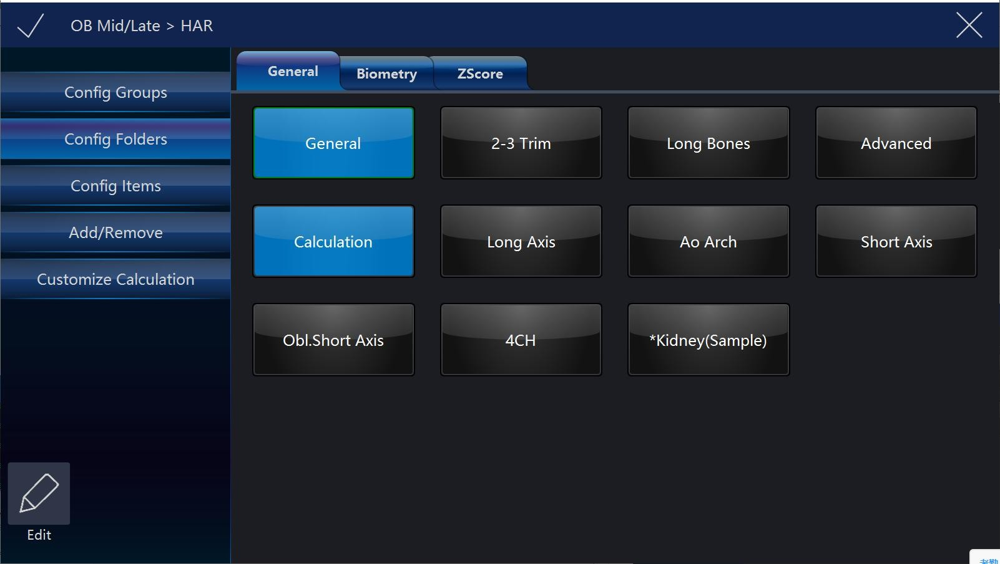 OB Mid/Late > HAR
Config Groups
Config Folders
Config Items
Add/Remove
Customize Calculation
Edit
General
Biometry
ZScore
General
2-3 Trim
Long Bones
Advanced
Calculation
Long Axis
Ao Arch
Short Axis
Obl.Short Axis
4CH
*Kidney(Sample)